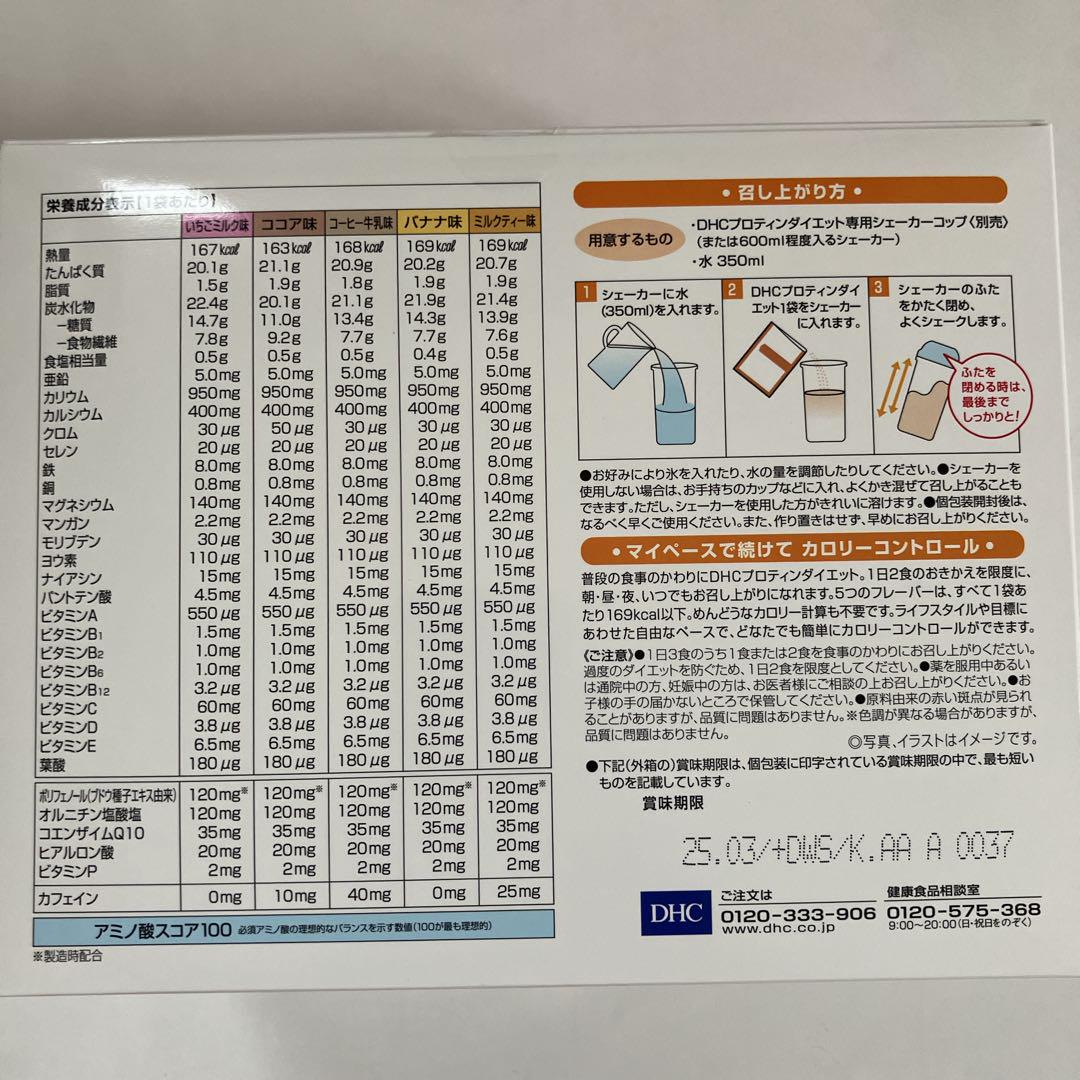 栄養成分表示【1袋あたり】
いちごミルク味 ココア味 コーヒー牛乳味 バナナ味 ミルクティー味
熱量 167kcal 163kcal 168kcal 169kcal 169kcal
たんぱく質 20.1g 21.1g 20.9g 20.2g 20.7g
脂質 1.5g 1.9g 1.8g 1.9g 1.9g
炭水化物 22.4g 20.1g 21.1g 21.9g 21.4g
－糖質 14.7g 11.0g 13.4g 14.3g 13.9g
－食物繊維 7.8g 9.2g 7.7g 7.7g 7.6g
食塩相当量 0.5g 0.5g 0.5g 0.4g 0.5g
亜鉛 5.0mg 5.0mg 5.0mg 5.0mg 5.0mg
カリウム 950mg 950mg 950mg 950mg 950mg
カルシウム 400mg 400mg 400mg 400mg 400mg
クロム 30μg 50μg 30μg 30μg 30μg
セレン 20μg 20μg 20μg 20μg 20μg
鉄 8.0mg 8.0mg 8.0mg 8.0mg 8.0mg
銅 0.8mg 0.8mg 0.8mg 0.8mg 0.8mg
マグネシウム 140mg 140mg 140mg 140mg 140mg
マンガン 2.2mg 2.2mg 2.2mg 2.2mg 2.2mg
モリブデン 30μg 30μg 30μg 30μg 30μg
ヨウ素 110μg 110μg 110μg 110μg 110μg
ナイアシン 15mg 15mg 15mg 15mg 15mg
パントテン酸 4.5mg 4.5mg 4.5mg 4.5mg 4.5mg
ビタミンA 550μg 550μg 550μg 550μg 550μg
ビタミンB1 1.5mg 1.5mg 1.5mg 1.5mg 1.5mg
ビタミンB2 1.0mg 1.0mg 1.0mg 1.0mg 1.0mg
ビタミンB6 1.0mg 1.0mg 1.0mg 1.0mg 1.0mg
ビタミンB12 3.2μg 3.2μg 3.2μg 3.2μg 3.2μg
ビタミンC 60mg 60mg 60mg 60mg 60mg
ビタミンD 3.8μg 3.8μg 3.8μg 3.8μg 3.8μg
ビタミンE 6.5mg 6.5mg 6.5mg 6.5mg 6.5mg
葉酸 180μg 180μg 180μg 180μg 180μg
ポリフェノール(ブドウ種子エキス由来) 120mg※ 120mg※ 120mg※ 120mg※ 120mg※
オルニチン塩酸塩 120mg 120mg 120mg 120mg 120mg
コエンザイムQ10 35mg 35mg 35mg 35mg 35mg
ヒアルロン酸 20mg 20mg 20mg 20mg 20mg
ビタミンP 2mg 2mg 2mg 2mg 2mg
カフェイン 0mg 10mg 40mg 0mg 25mg
アミノ酸スコア100 必須アミノ酸の理想的なバランスを示す数値(100が最も理想的)
※製造時配合
• 召し上がり方 •
用意するもの
・DHCプロティンダイエット専用シェーカーコップ〈別売〉
(または600ml程度入るシェーカー)
・水 350ml
1 シェーカーに水
(350ml)を入れます。
2 DHCプロティンダイ
エット1袋をシェーカー
に入れます。
3 シェーカーのふた
をかたく閉め、
よくシェークします。
ふたを
閉める時は、
最後まで
しっかりと!
●お好みにより氷を入れたり、水の量を調節したりしてください。●シェーカーを
使用しない場合は、お手持ちのカップなどに入れ、よくかき混ぜて召し上がることも
できます。ただし、シェーカーを使用した方がきれいに溶けます。●個包装開封後は、
なるべく早くご使用ください。また、作り置きはせず、早めにお召し上がりください。
• マイペースで続けて カロリーコントロール •
普段の食事のかわりにDHCプロティンダイエット。1日2食のおきかえを限度に、
朝・昼・夜、いつでもお召し上がりになれます。5つのフレーバーは、すべて1袋あ
たり169kcal以下。めんどうなカロリー計算も不要です。ライフスタイルや目標に
あわせた自由なペースで、どなたでも簡単にカロリーコントロールができます。
《ご注意》●1日3食のうち1食または2食を食事のかわりにお召し上がりください。
過度のダイエットを防ぐため、1日2食を限度としてください。●薬を服用中あるい
は通院中の方、妊娠中の方は、お医者様にご相談の上お召し上がりください。●お
子様の手の届かないところで保管してください。●原料由来の赤い斑点が見られ
ることがありますが、品質に問題はありません。※色調が異なる場合がありますが、
品質に問題はありません。
◎写真、イラストはイメージです。
●下記(外箱の)賞味期限は、個包装に印字されている賞味期限の中で、最も短い
ものを記載しています。
賞味期限
25.03/+DWS/K.AA A 0037
DHC
ご注文は
0120-333-906
www.dhc.co.jp
健康食品相談室
0120-575-368
9:00～20:00(日・祝日をのぞく)